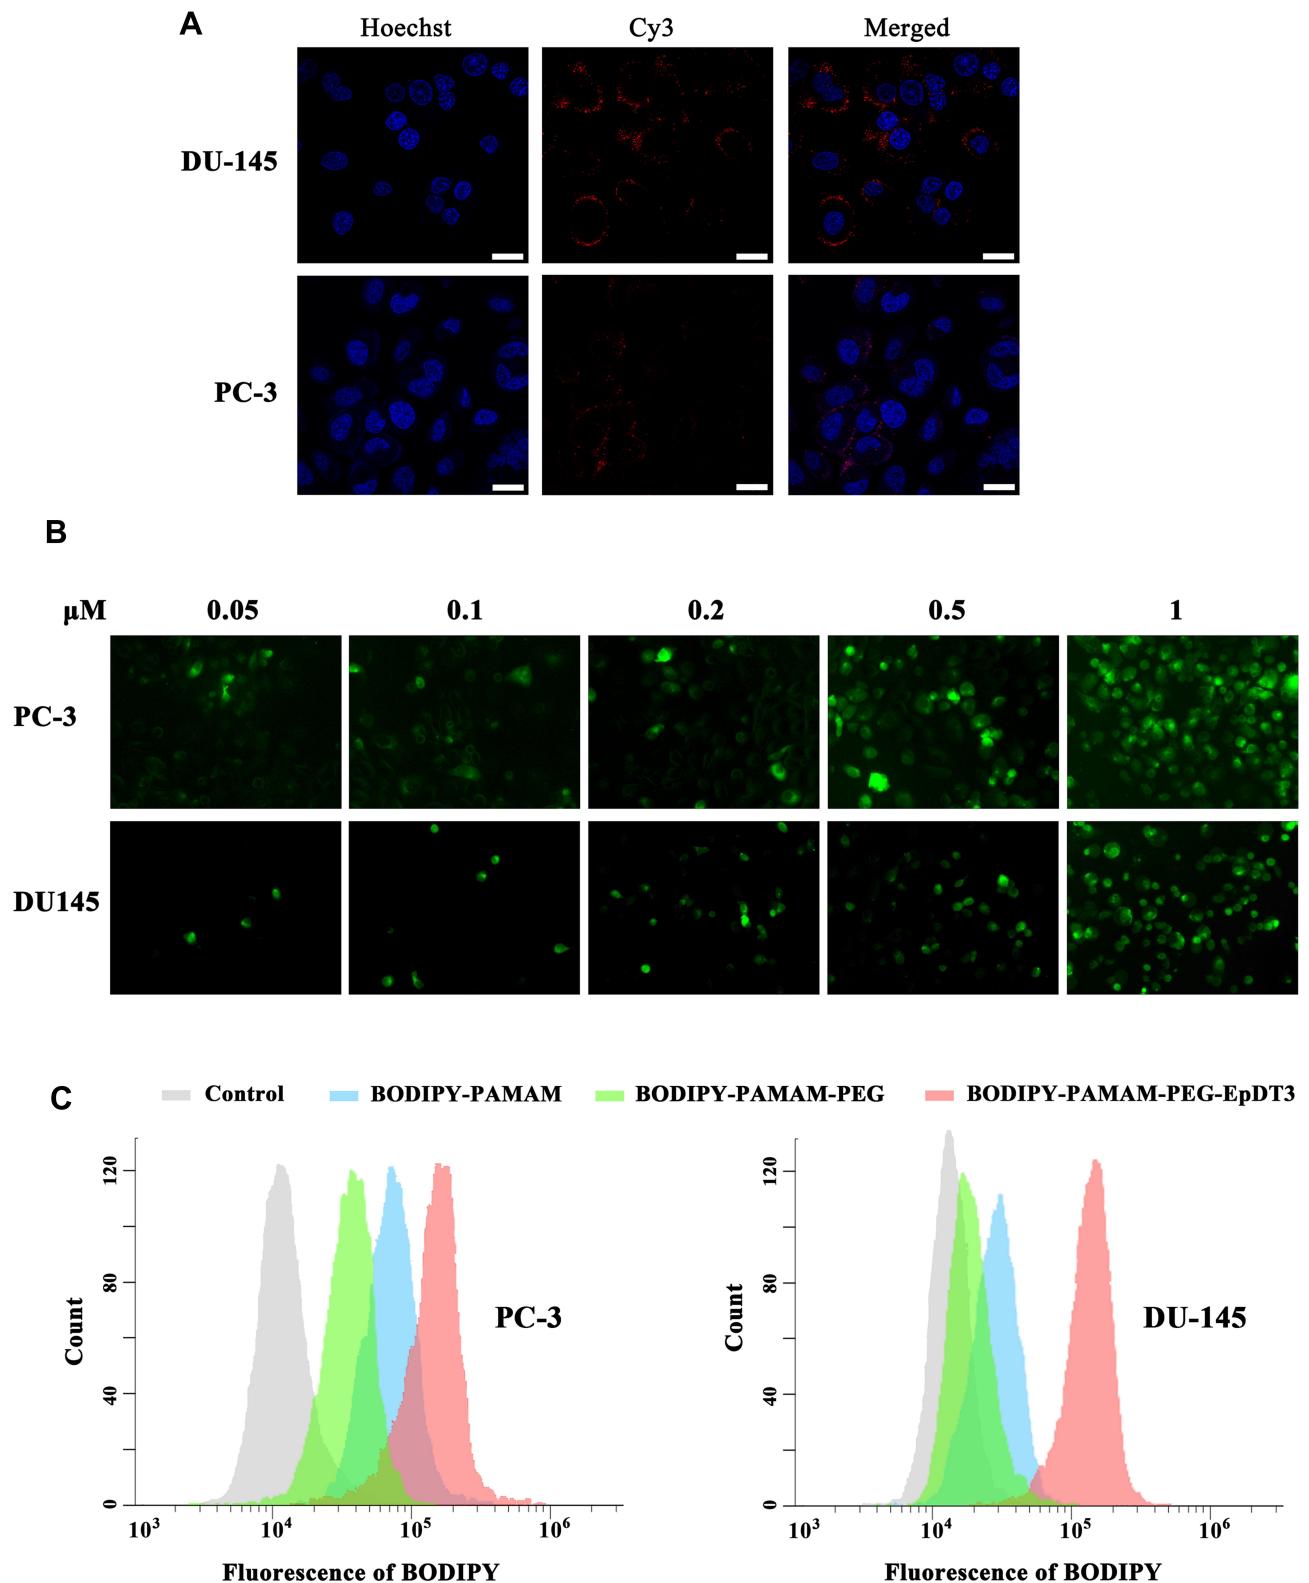 A
Hoechst Cy3 Merged
DU-145
PC-3
B
µM 0.05 0.1 0.2 0.5 1
PC-3
DU145
C Control BODIPY-PAMAM BODIPY-PAMAM-PEG BODIPY-PAMAM-PEG-EpDT3
120 120
80 80
PC-3 DU-145
Count Count
40 40
0 0
10³ 10⁴ 10⁵ 10⁶ 10³ 10⁴ 10⁵ 10⁶
Fluorescence of BODIPY Fluorescence of BODIPY